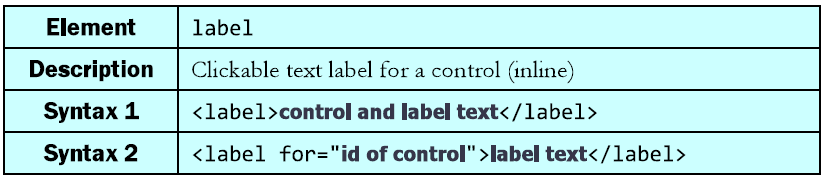 Element label
Description Clickable text label for a control (inline)
Syntax 1 <label>control and label text</label>
Syntax 2 <label for="id of control">label text</label>